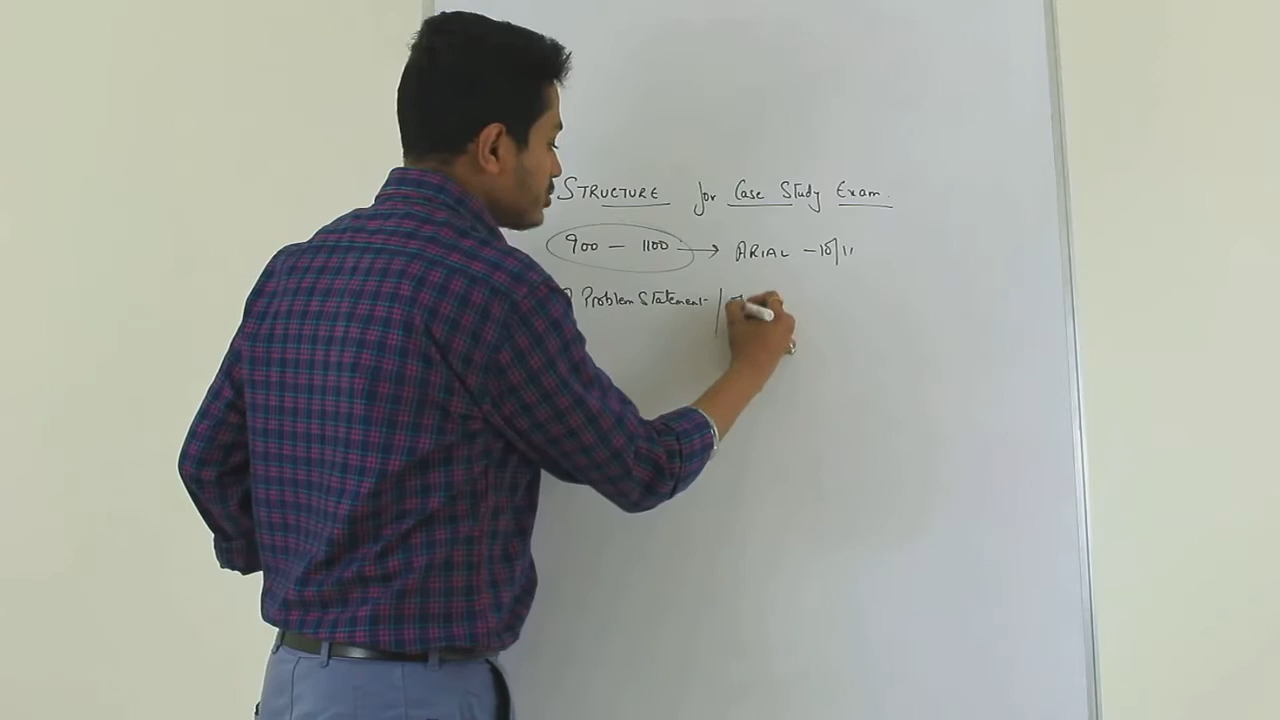 STRUCTURE for Case Study Exam.
900 – 1100 → ARIAL – 10/11
Problem Statement /